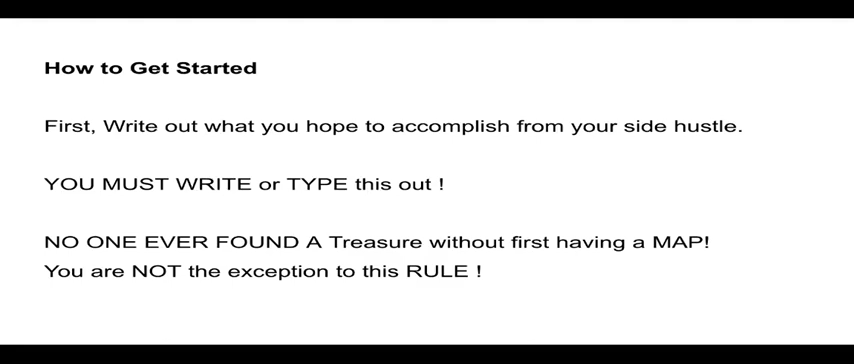 How to Get Started
First, Write out what you hope to accomplish from your side hustle.
YOU MUST WRITE or TYPE this out !
NO ONE EVER FOUND A Treasure without first having a MAP!
You are NOT the exception to this RULE !